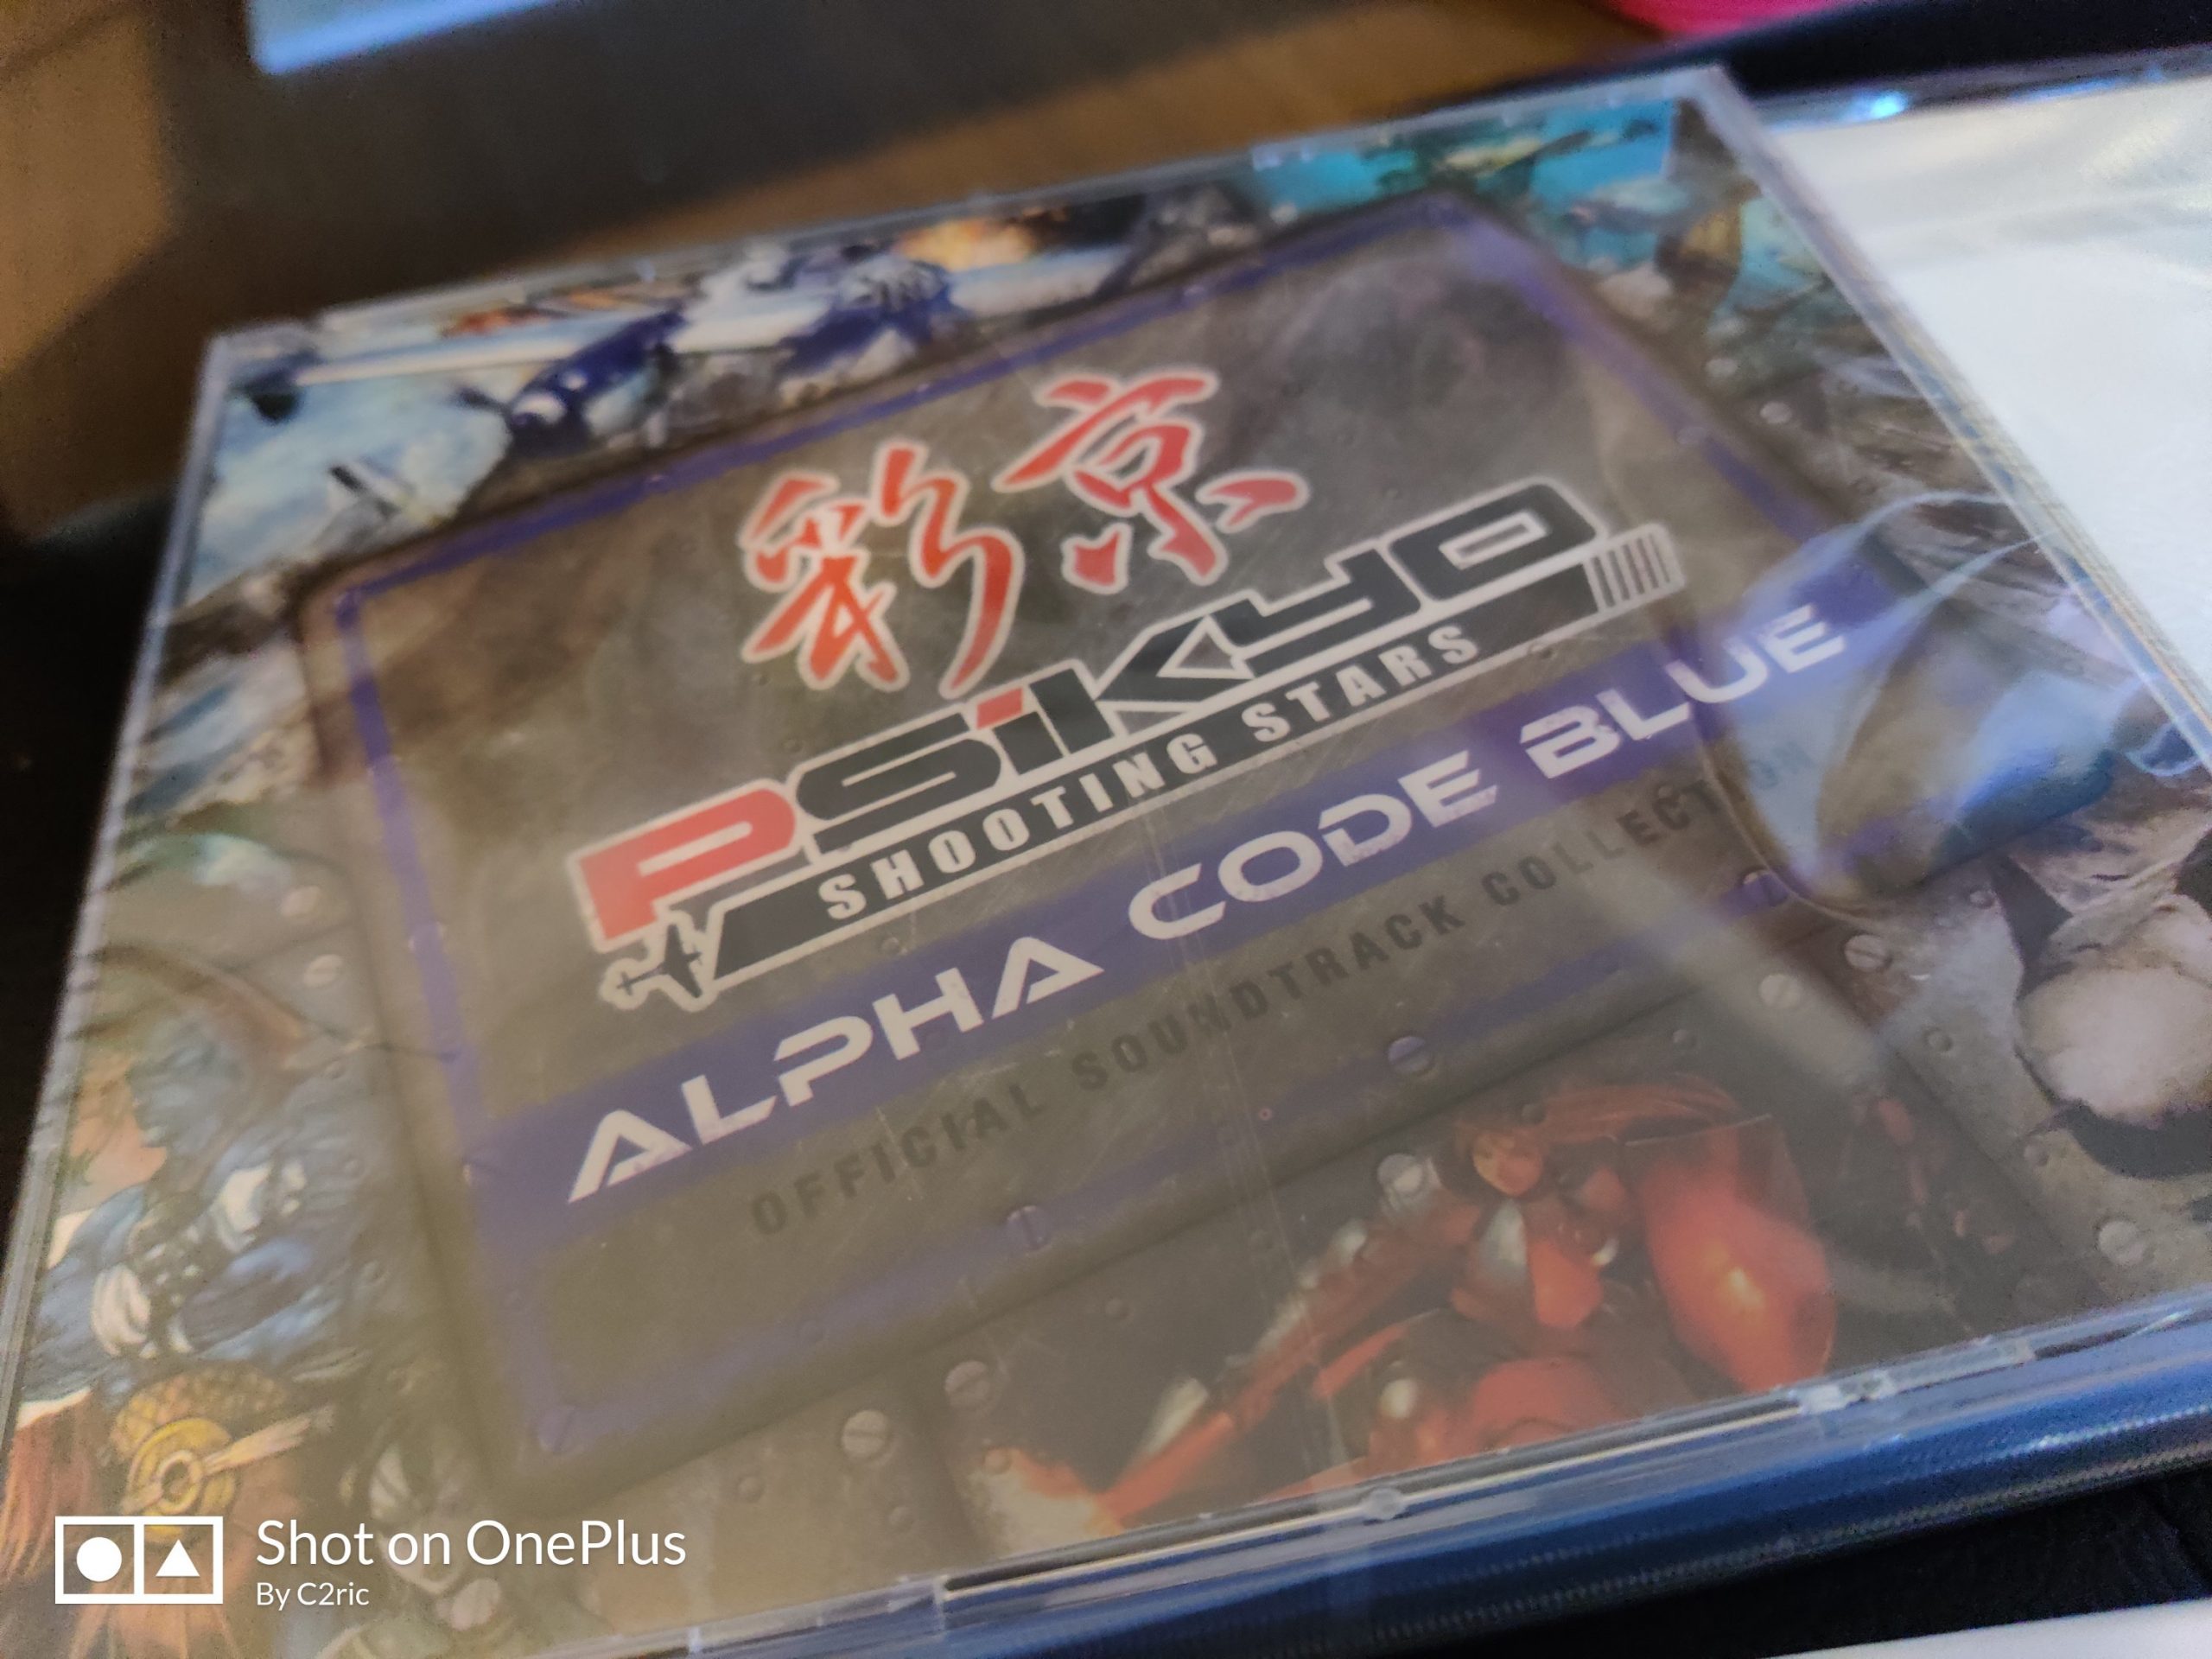 彩京
PSiKyo
SHOOTING STARS
ALPHA CODE BLUE
OFFICIAL SOUNDTRACK COLLECTION
Shot on OnePlus
By C2ric